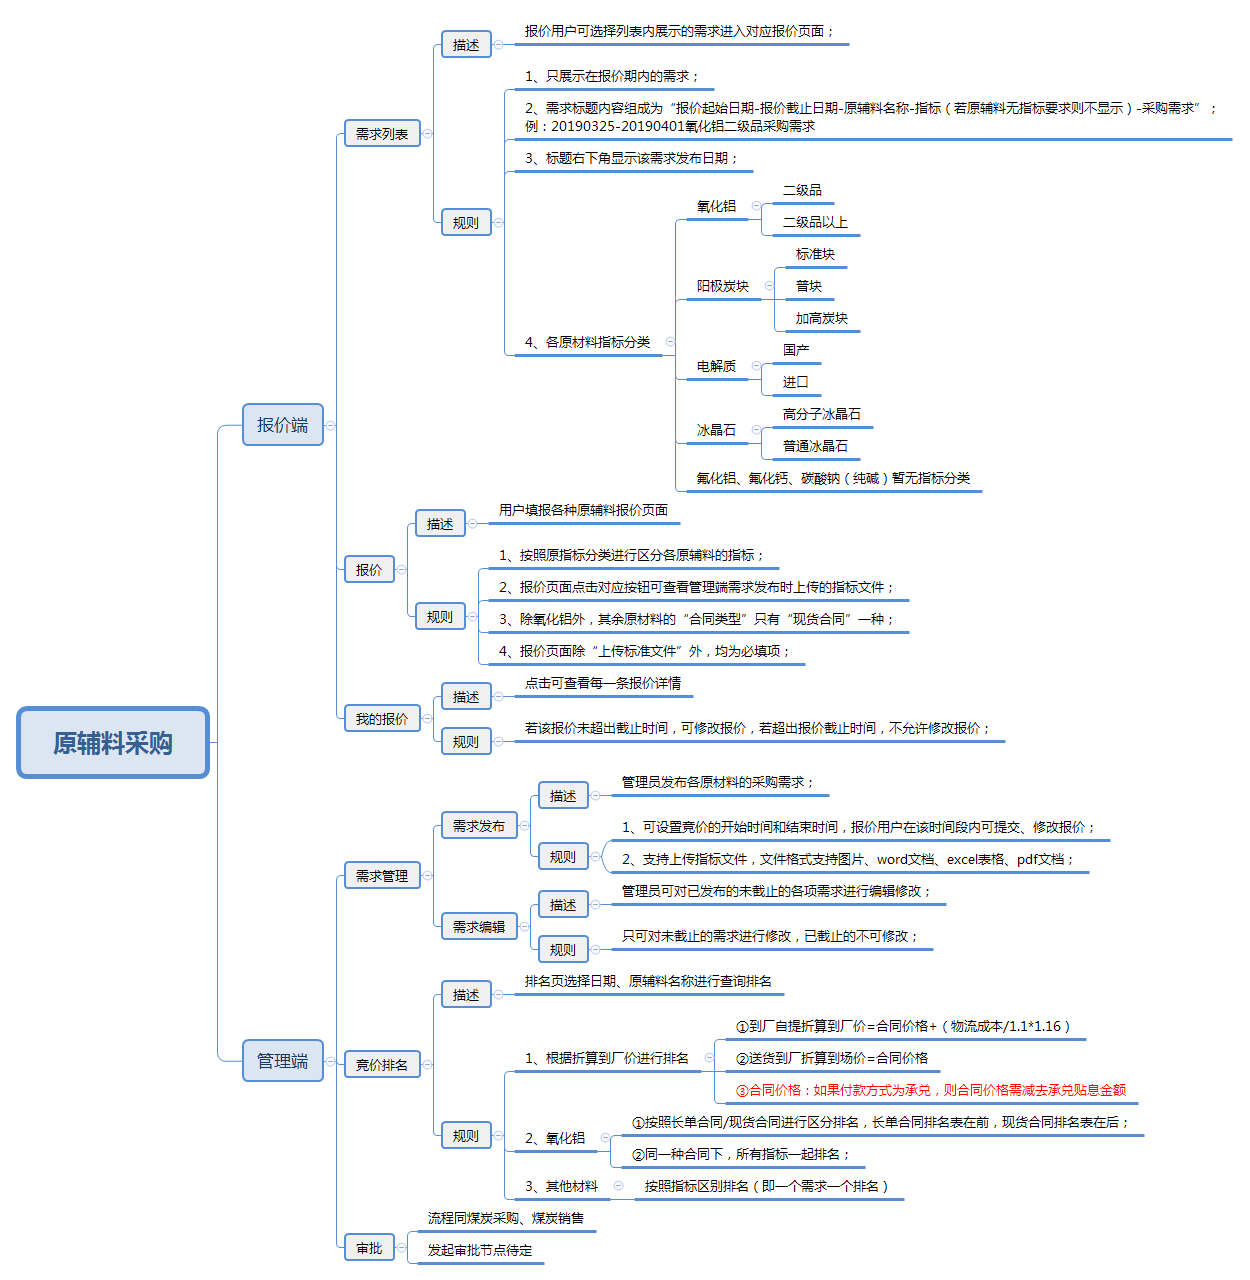 原辅料采购
报价端
需求列表
描述
报价用户可选择列表内展示的需求进入对应报价页面；
规则
1、只展示在报价期内的需求；
2、需求标题内容组成为“报价起始日期-报价截止日期-原辅料名称-指标（若原辅料无指标要求则不显示）-采购需求”；
例：20190325-20190401氧化铝二级品采购需求
3、标题右下角显示该需求发布日期；
4、各原材料指标分类
氧化铝
二级品
二级品以上
阳极炭块
标准块
普块
加高炭块
电解质
国产
进口
冰晶石
高分子冰晶石
普通冰晶石
氟化铝、氟化钙、碳酸钠（纯碱）暂无指标分类
报价
描述
用户填报各种原辅料报价页面
规则
1、按照原指标分类进行区分各原辅料的指标；
2、报价页面点击对应按钮可查看管理端需求发布时上传的指标文件；
3、除氧化铝外，其余原材料的“合同类型”只有“现货合同”一种；
4、报价页面除“上传标准文件”外，均为必填项；
我的报价
描述
点击可查看每一条报价详情
规则
若该报价未超出截止时间，可修改报价，若超出报价截止时间，不允许修改报价；
管理端
需求管理
需求发布
描述
管理员发布各原材料的采购需求；
规则
1、可设置竞价的开始时间和结束时间，报价用户在该时间段内可提交、修改报价；
2、支持上传指标文件，文件格式支持图片、word文档、excel表格、pdf文档；
需求编辑
描述
管理员可对已发布的未截止的各项需求进行编辑修改；
规则
只可对未截止的需求进行修改，已截止的不可修改；
竞价排名
描述
排名页选择日期、原辅料名称进行查询排名
规则
1、根据折算到厂价进行排名
①到厂自提折算到厂价=合同价格+（物流成本/1.1*1.16）
②送货到厂折算到场价=合同价格
③合同价格：如果付款方式为承兑，则合同价格需减去承兑贴息金额
2、氧化铝
①按照长单合同/现货合同进行区分排名，长单合同排名表在前，现货合同排名表在后；
②同一种合同下，所有指标一起排名；
3、其他材料
按照指标区别排名（即一个需求一个排名）
审批
流程同煤炭采购、煤炭销售
发起审批节点待定